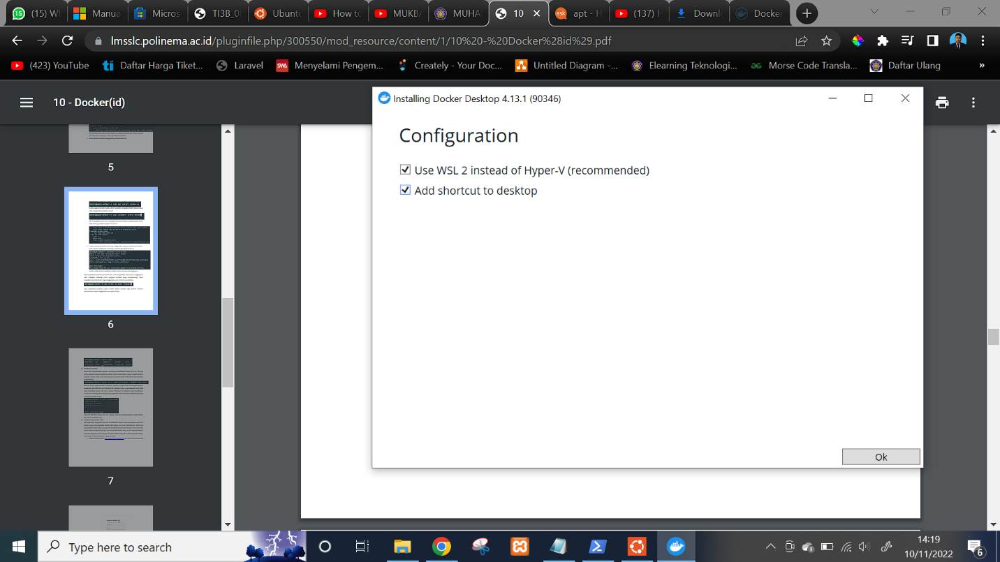 (15) W
Manua
Micros
TI3B_0
Ubunt
How to
MUKBA
MUHA
10
apt - H
(137) H
Downl
Docke
lmsslc.polinema.ac.id/pluginfile.php/300550/mod_resource/content/1/10%20-%20Docker%28id%29.pdf
(423) YouTube
Daftar Harga Tiket...
Laravel
Menyelami Pengem...
Creately - Your Doc...
Untitled Diagram -...
Elearning Teknologi...
Morse Code Transla...
Daftar Ulang
»
10 - Docker(id)
Installing Docker Desktop 4.13.1 (90346)
Configuration
Use WSL 2 instead of Hyper-V (recommended)
Add shortcut to desktop
Ok
5
6
7
Type here to search
14:19
10/11/2022
6